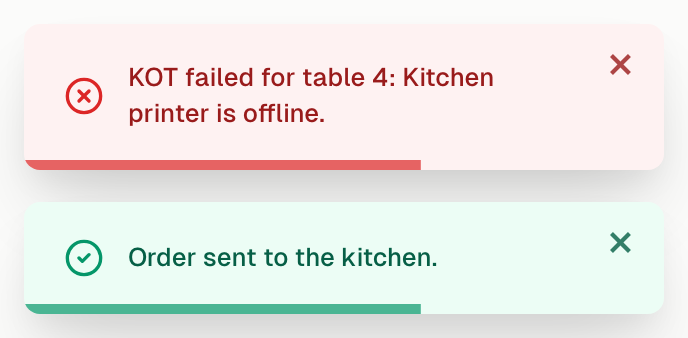 KOT failed for table 4: Kitchen
printer is offline.
Order sent to the kitchen.